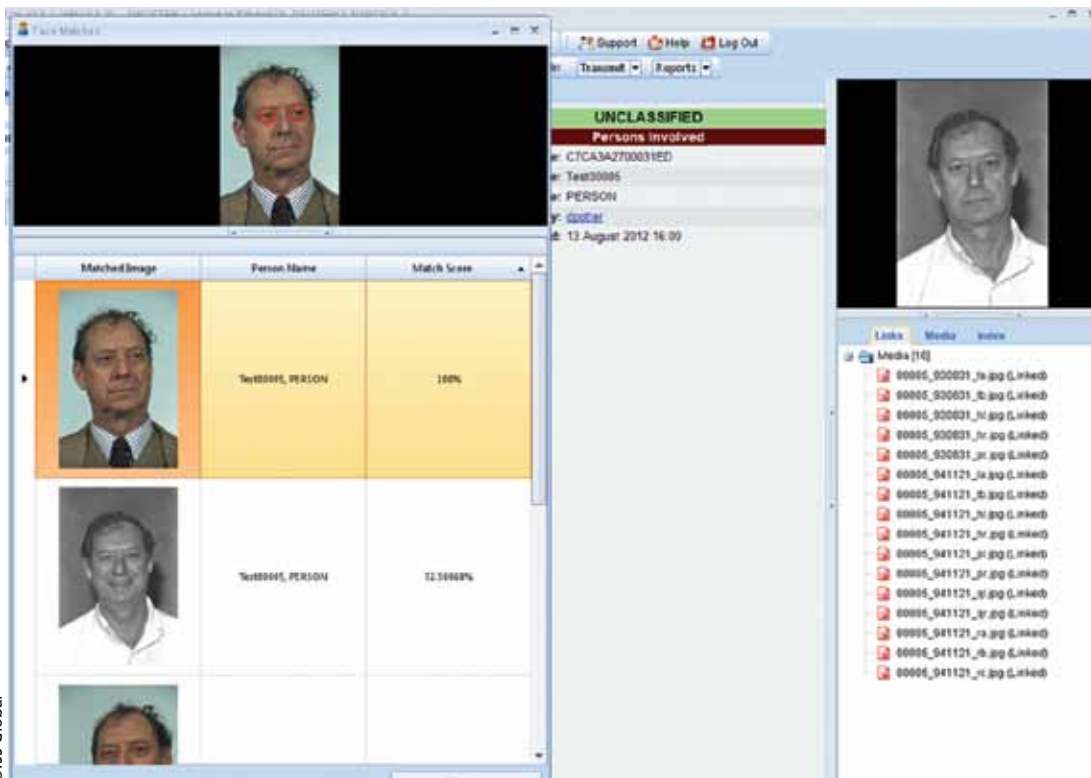 Face Matches
Support Help Log Out
Transmit Reports
UNCLASSIFIED
Persons Involved
C7CA3A2700031ED
Test00005
PERSON
dpotter
13 August 2012 16:00
Matched Image Person Name Match Score
Test00005, PERSON 100%
Test00005, PERSON
Links Media Index
Media [16]
00005_930831_fa.jpg (Linked)
00005_930831_fb.jpg (Linked)
00005_930831_hl.jpg (Linked)
00005_930831_hr.jpg (Linked)
00005_930831_pr.jpg (Linked)
00005_941121_fa.jpg (Linked)
00005_941121_fb.jpg (Linked)
00005_941121_hl.jpg (Linked)
00005_941121_hr.jpg (Linked)
00005_941121_pl.jpg (Linked)
00005_941121_pr.jpg (Linked)
00005_941121_ql.jpg (Linked)
00005_941121_qr.jpg (Linked)
00005_941121_ra.jpg (Linked)
00005_941121_rb.jpg (Linked)
00005_941121_rc.jpg (Linked)
Global